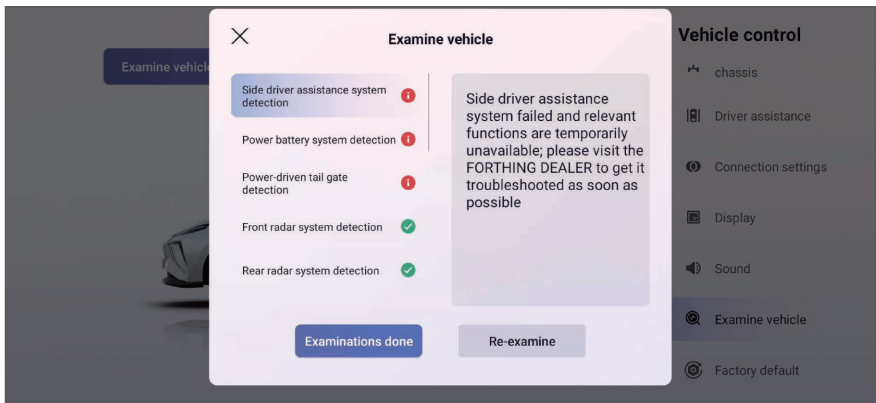 Examine vehicle
Examine vehicle
Side driver assistance system
detection
Power battery system detection
Power-driven tail gate
detection
Front radar system detection
Rear radar system detection
Side driver assistance
system failed and relevant
functions are temporarily
unavailable; please visit the
FORTHING DEALER to get it
troubleshooted as soon as
possible
Examinations done
Re-examine
Vehicle control
chassis
Driver assistance
Connection settings
Display
Sound
Examine vehicle
Factory default